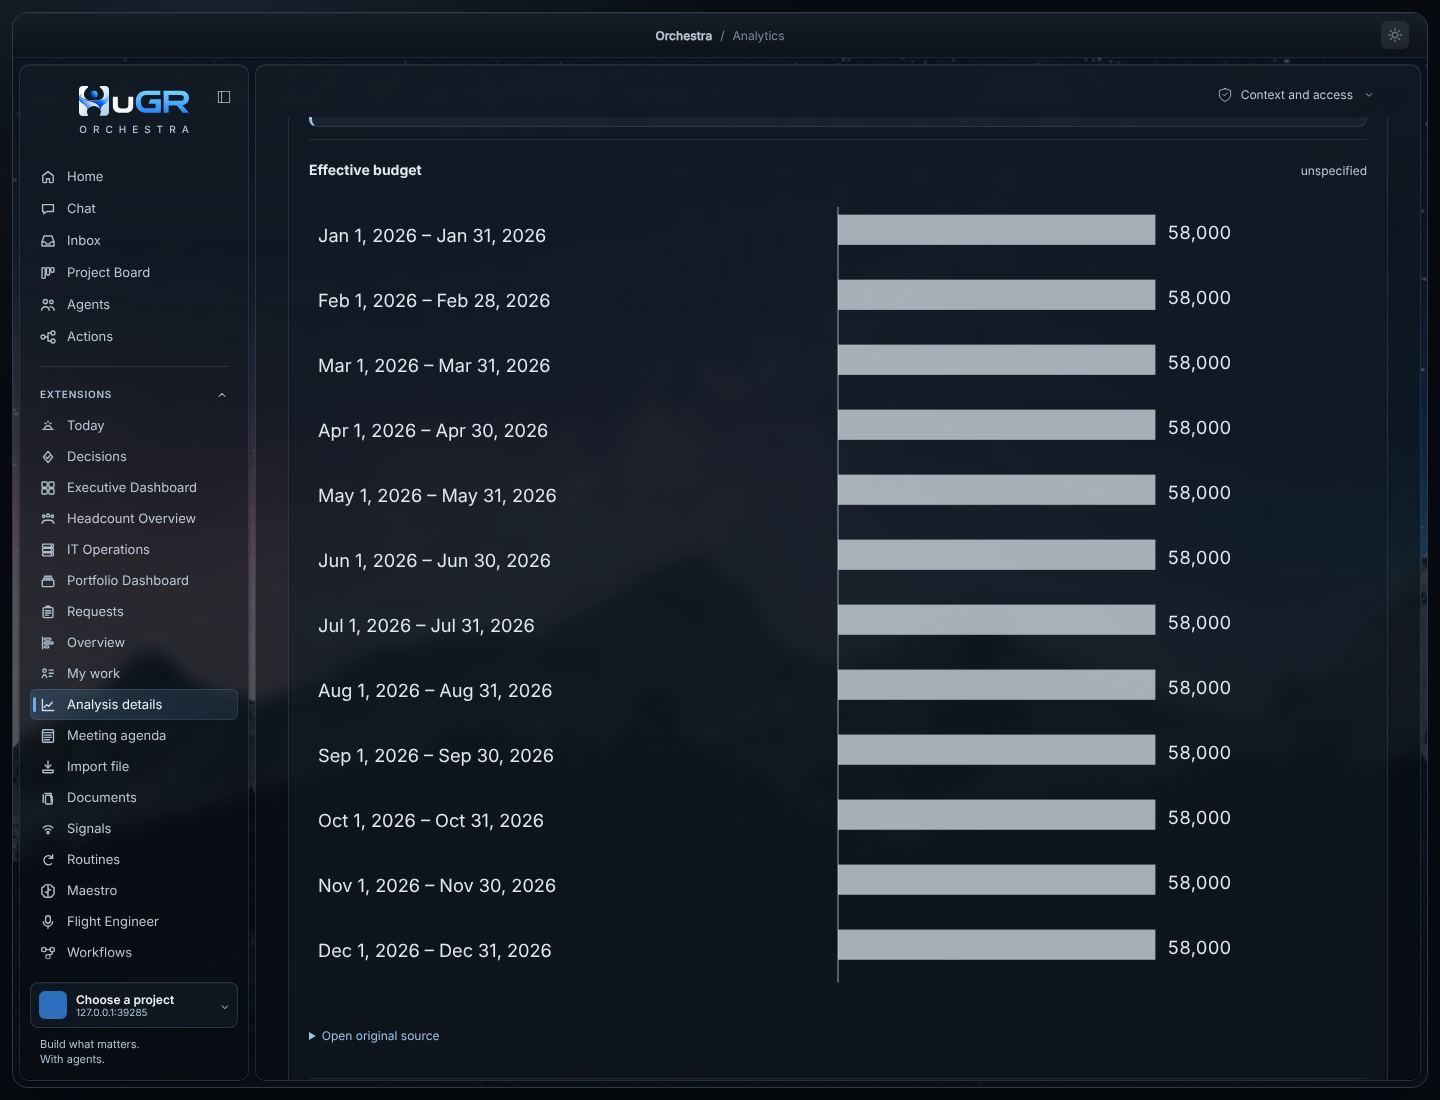 Orchestra / Analytics
HuGR
ORCHESTRA
Context and access
Home
Chat
Inbox
Project Board
Agents
Actions
EXTENSIONS
Today
Decisions
Executive Dashboard
Headcount Overview
IT Operations
Portfolio Dashboard
Requests
Overview
My work
Analysis details
Meeting agenda
Import file
Documents
Signals
Routines
Maestro
Flight Engineer
Workflows
Choose a project
127.0.0.1:39285
Build what matters.
With agents.
Effective budget unspecified
Jan 1, 2026 – Jan 31, 2026 58,000
Feb 1, 2026 – Feb 28, 2026 58,000
Mar 1, 2026 – Mar 31, 2026 58,000
Apr 1, 2026 – Apr 30, 2026 58,000
May 1, 2026 – May 31, 2026 58,000
Jun 1, 2026 – Jun 30, 2026 58,000
Jul 1, 2026 – Jul 31, 2026 58,000
Aug 1, 2026 – Aug 31, 2026 58,000
Sep 1, 2026 – Sep 30, 2026 58,000
Oct 1, 2026 – Oct 31, 2026 58,000
Nov 1, 2026 – Nov 30, 2026 58,000
Dec 1, 2026 – Dec 31, 2026 58,000
Open original source